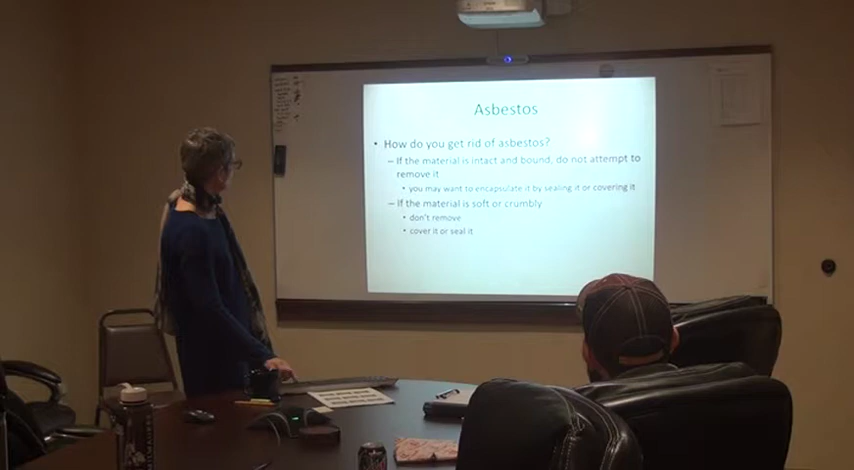 Asbestos
• How do you get rid of asbestos?
– If the material is intact and bound, do not attempt to
remove it
• you may want to encapsulate it by sealing it or covering it
– If the material is soft or crumbly
• don't remove
• cover it or seal it